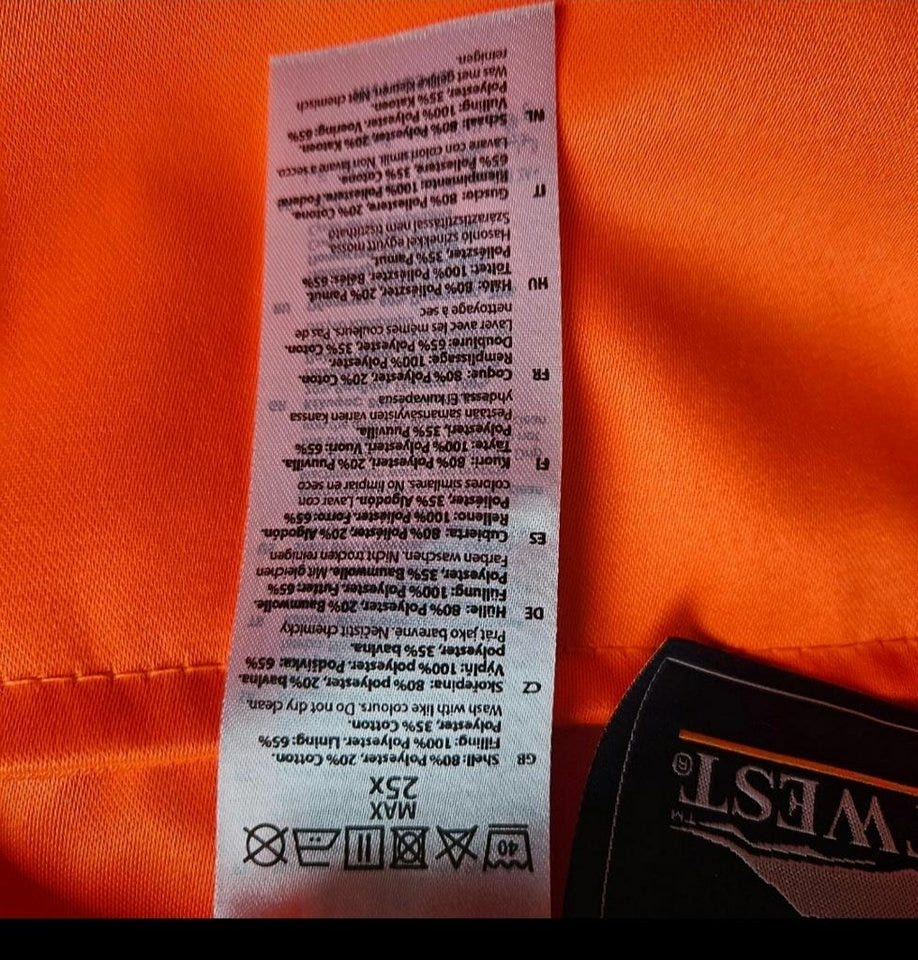 40
MAX
25X
GB Shell: 80% Polyester, 20% Cotton.
Filling: 100% Polyester. Lining: 65%
Polyester, 35% Cotton.
Wash with like colours. Do not dry clean.
CZ Skořepina: 80% polyester, 20% bavlna.
Výplň: 100% polyester. Podšívka: 65%
polyester, 35% bavlna.
Prát jako barevné. Nečistit chemicky
DE Hülle: 80% Polyester, 20% Baumwolle.
Füllung: 100% Polyester, Futter: 65%
Polyester, 35% Baumwolle. Mit gleichen
Farben waschen. Nicht trocken reinigen
ES Cubierta: 80% Poliéster, 20% Algodón.
Relleno: 100% Poliéster. Forro: 65%
Poliéster, 35% Algodón. Lavar con
colores similares. No limpiar en seco
FI Kuori: 80% Polyesteri, 20% Puuvilla.
Täyte: 100% Polyesteri. Vuori: 65%
Polyesteri, 35% Puuvilla.
Pestään samansävyisten värien kanssa
yhdessä. Ei kuivapesua
FR Coque: 80% Polyester, 20% Coton.
Remplissage: 100% Polyester.
Doublure: 65% Polyester, 35% Coton.
Laver avec les mêmes couleurs. Pas de
nettoyage à sec
HU Háló: 80% Poliészter, 20% Pamut.
Töltet: 100% Poliészter. Bélés: 65%
Poliészter, 35% Pamut.
Hasonló színekkel együtt mossa
Száraztisztítással nem tisztítható
IT Guscio: 80% Poliestere, 20% Cotone.
Riempimento: 100% Poliestere. Fodera:
65% Poliestere, 35% Cotone.
Lavare con colori simili. Non lavare a secco.
NL Schaal: 80% Polyester, 20% Katoen.
Vulling: 100% Polyester. Voering: 65%
Polyester, 35% Katoen.
Was met gelijke kleuren. Niet chemisch
reinigen.
TM
WEST®